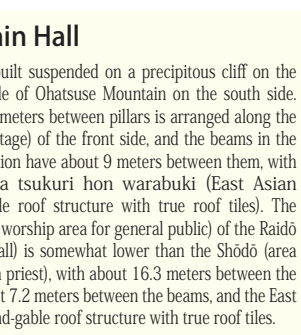 ain Hall
uilt suspended on a precipitous cliff on the
le of Ohatsuse Mountain on the south side.
meters between pillars is arranged along the
tage) of the front side, and the beams in the
ion have about 9 meters between them, with
a tsukuri hon warabuki (East Asian
le roof structure with true roof tiles). The
worship area for general public) of the Raidō
all) is somewhat lower than the Shōdō (area
priest), with about 16.3 meters between the
t 7.2 meters between the beams, and the East
d-gable roof structure with true roof tiles.